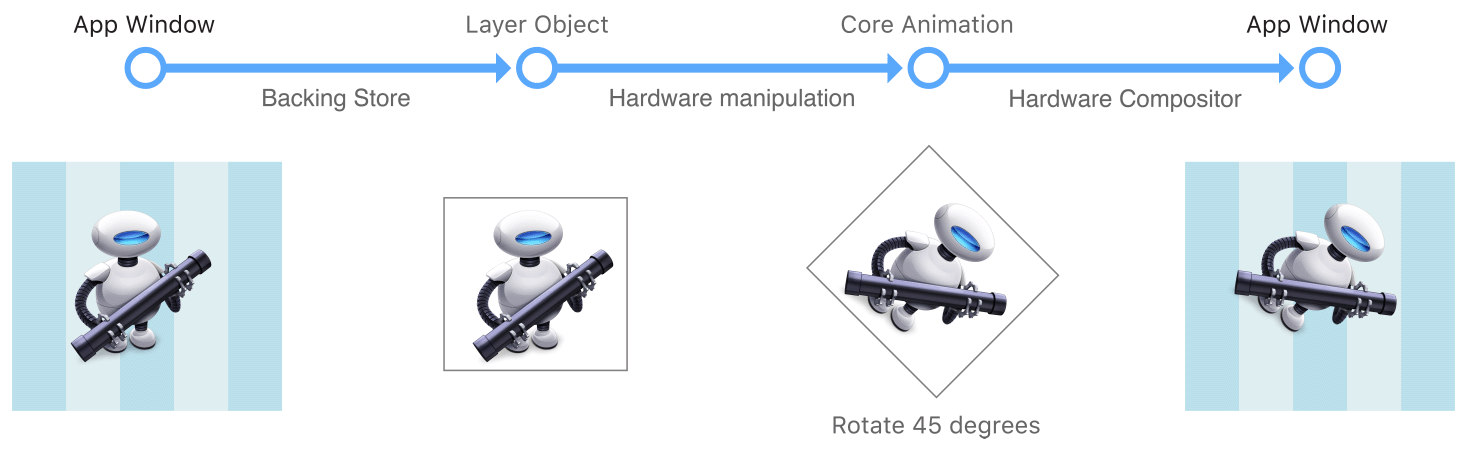 App Window
Layer Object
Core Animation
App Window
Backing Store
Hardware manipulation
Hardware Compositor
Rotate 45 degrees